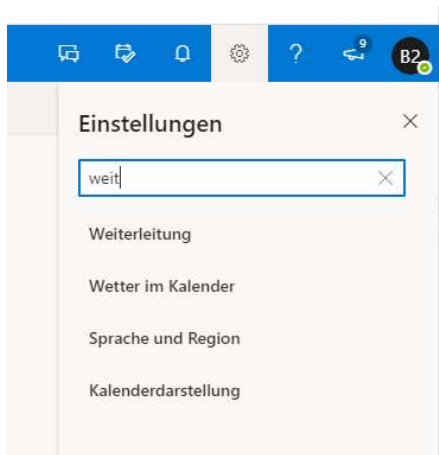 ? 9 B2
Einstellungen
weit
Weiterleitung
Wetter im Kalender
Sprache und Region
Kalenderdarstellung